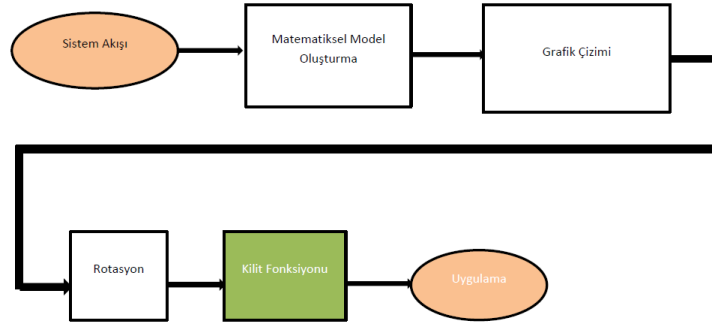 Sistem Akışı
Matematiksel Model
Oluşturma
Grafik Çizimi
Rotasyon
Kilit Fonksiyonu
Uygulama